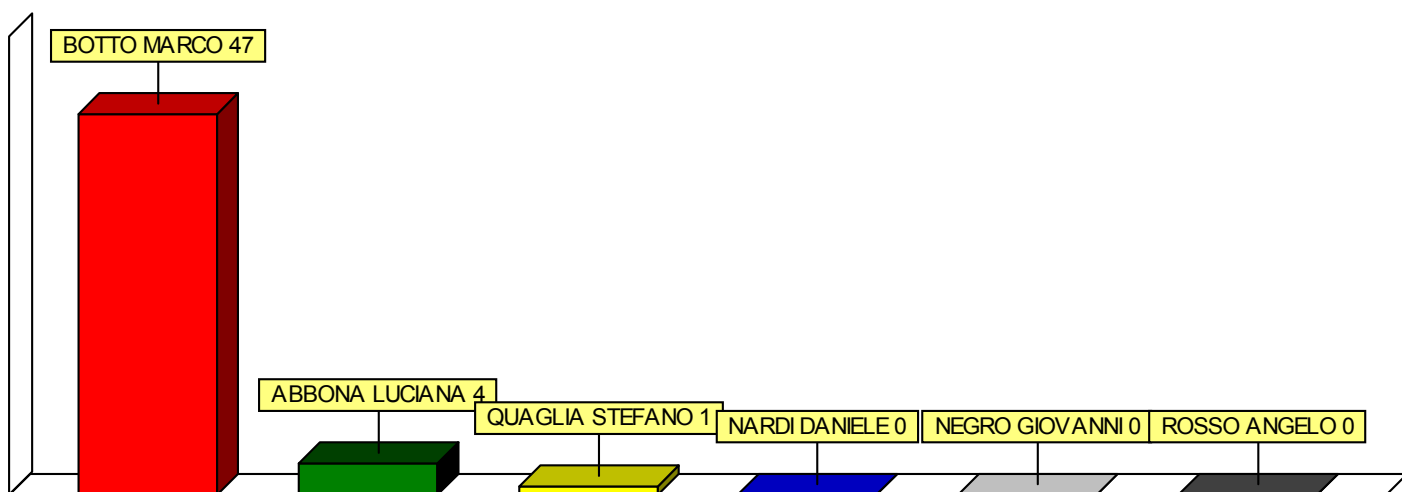 BOTTO MARCO 47
ABBONA LUCIANA 4
QUAGLIA STEFANO 1
NARDI DANIELE 0
NEGRO GIOVANNI 0
ROSSO ANGELO 0